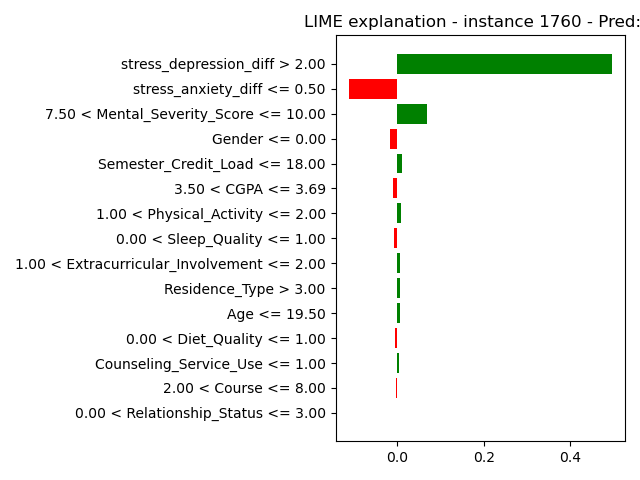 LIME explanation - instance 1760 - Pred:
stress_depression_diff > 2.00
stress_anxiety_diff <= 0.50
7.50 < Mental_Severity_Score <= 10.00
Gender <= 0.00
Semester_Credit_Load <= 18.00
3.50 < CGPA <= 3.69
1.00 < Physical_Activity <= 2.00
0.00 < Sleep_Quality <= 1.00
1.00 < Extracurricular_Involvement <= 2.00
Residence_Type > 3.00
Age <= 19.50
0.00 < Diet_Quality <= 1.00
Counseling_Service_Use <= 1.00
2.00 < Course <= 8.00
0.00 < Relationship_Status <= 3.00
0.0 0.2 0.4